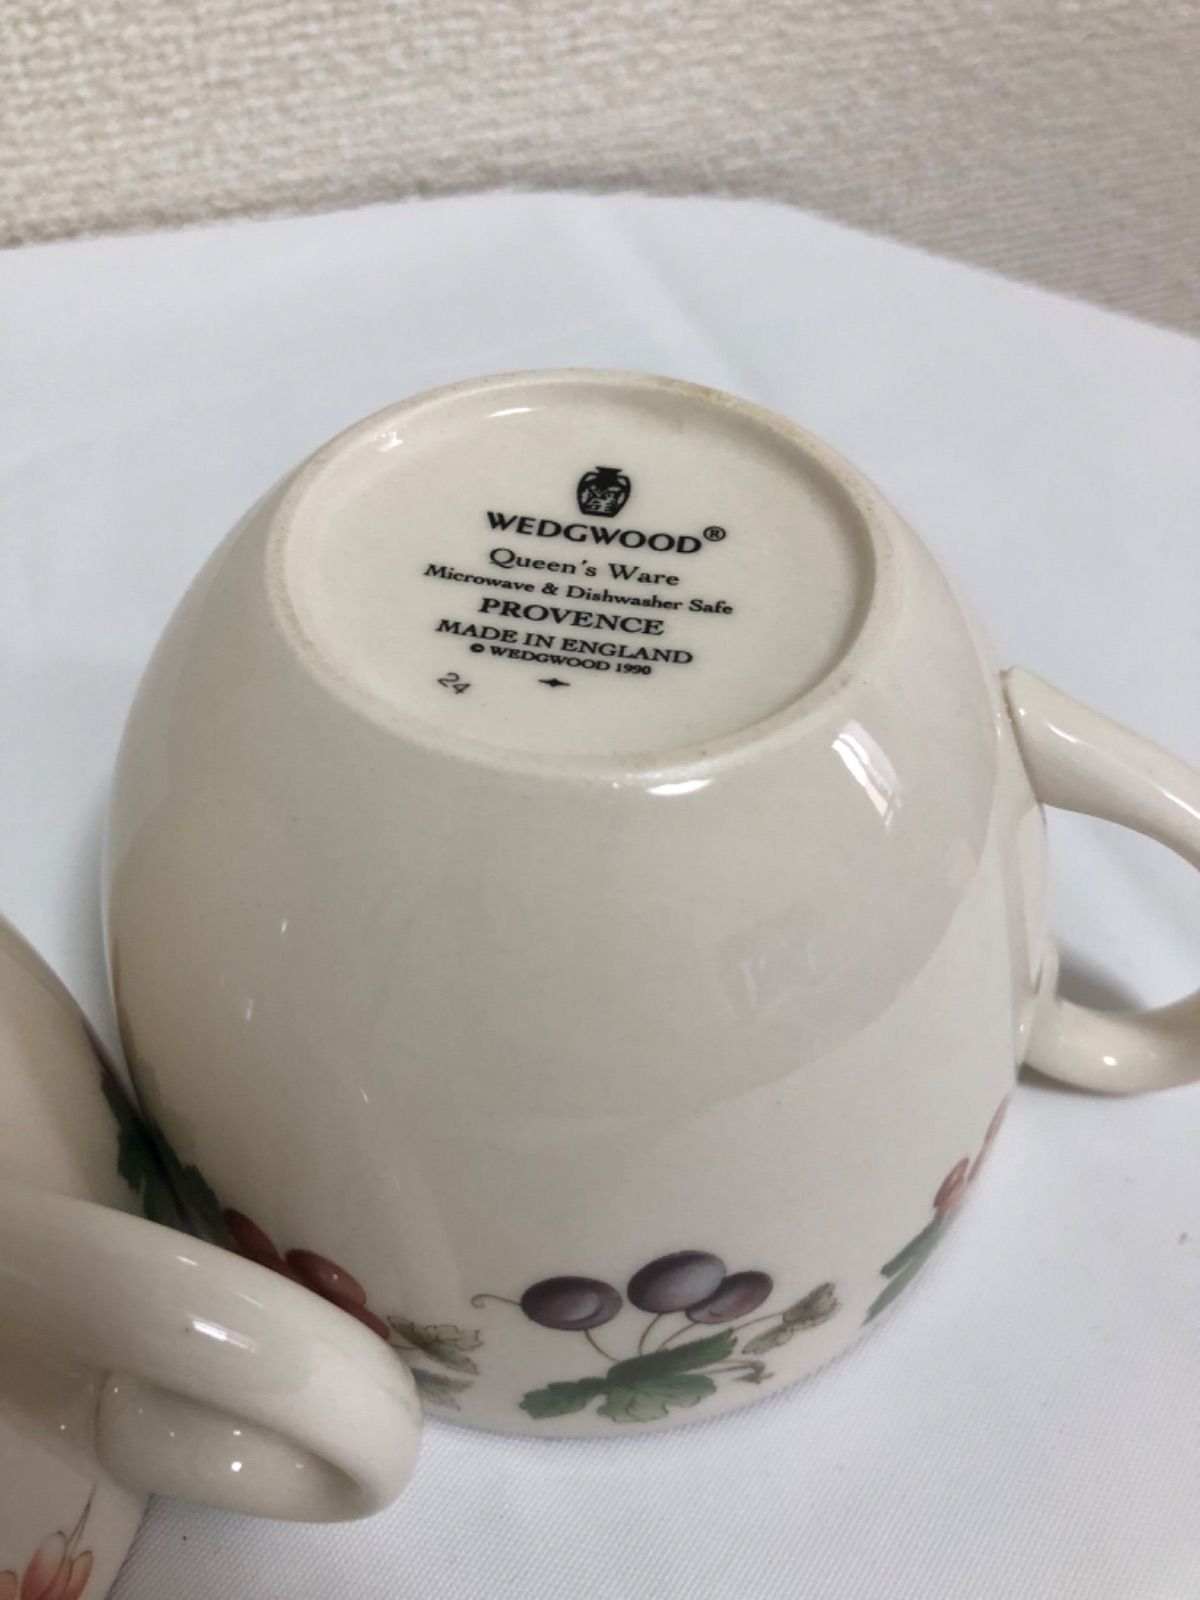 WEDGWOOD®
Queen's Ware
Microwave & Dishwasher Safe
PROVENCE
MADE IN ENGLAND
© WEDGWOOD 1990
24